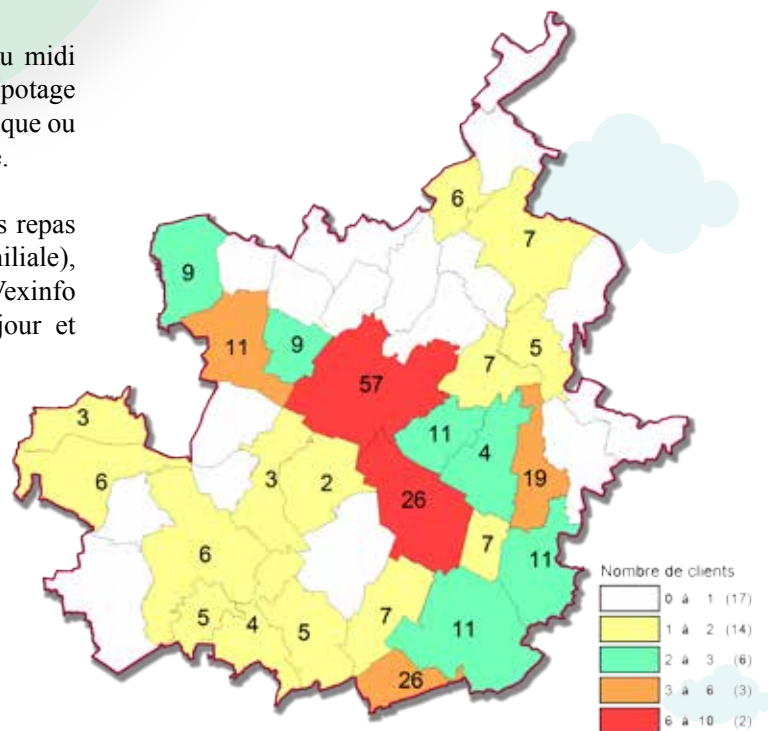 u midi
potage
que ou
.
s repas
niliale),
Vexinfo
jour et
6
7
9
11
9
57
7
5
3
11
4
6
3
2
26
19
6
7
11
5
4
5
7
11
26
Nombre de clients
0 à 1 (17)
1 à 2 (14)
2 à 3 (6)
3 à 6 (3)
6 à 10 (2)